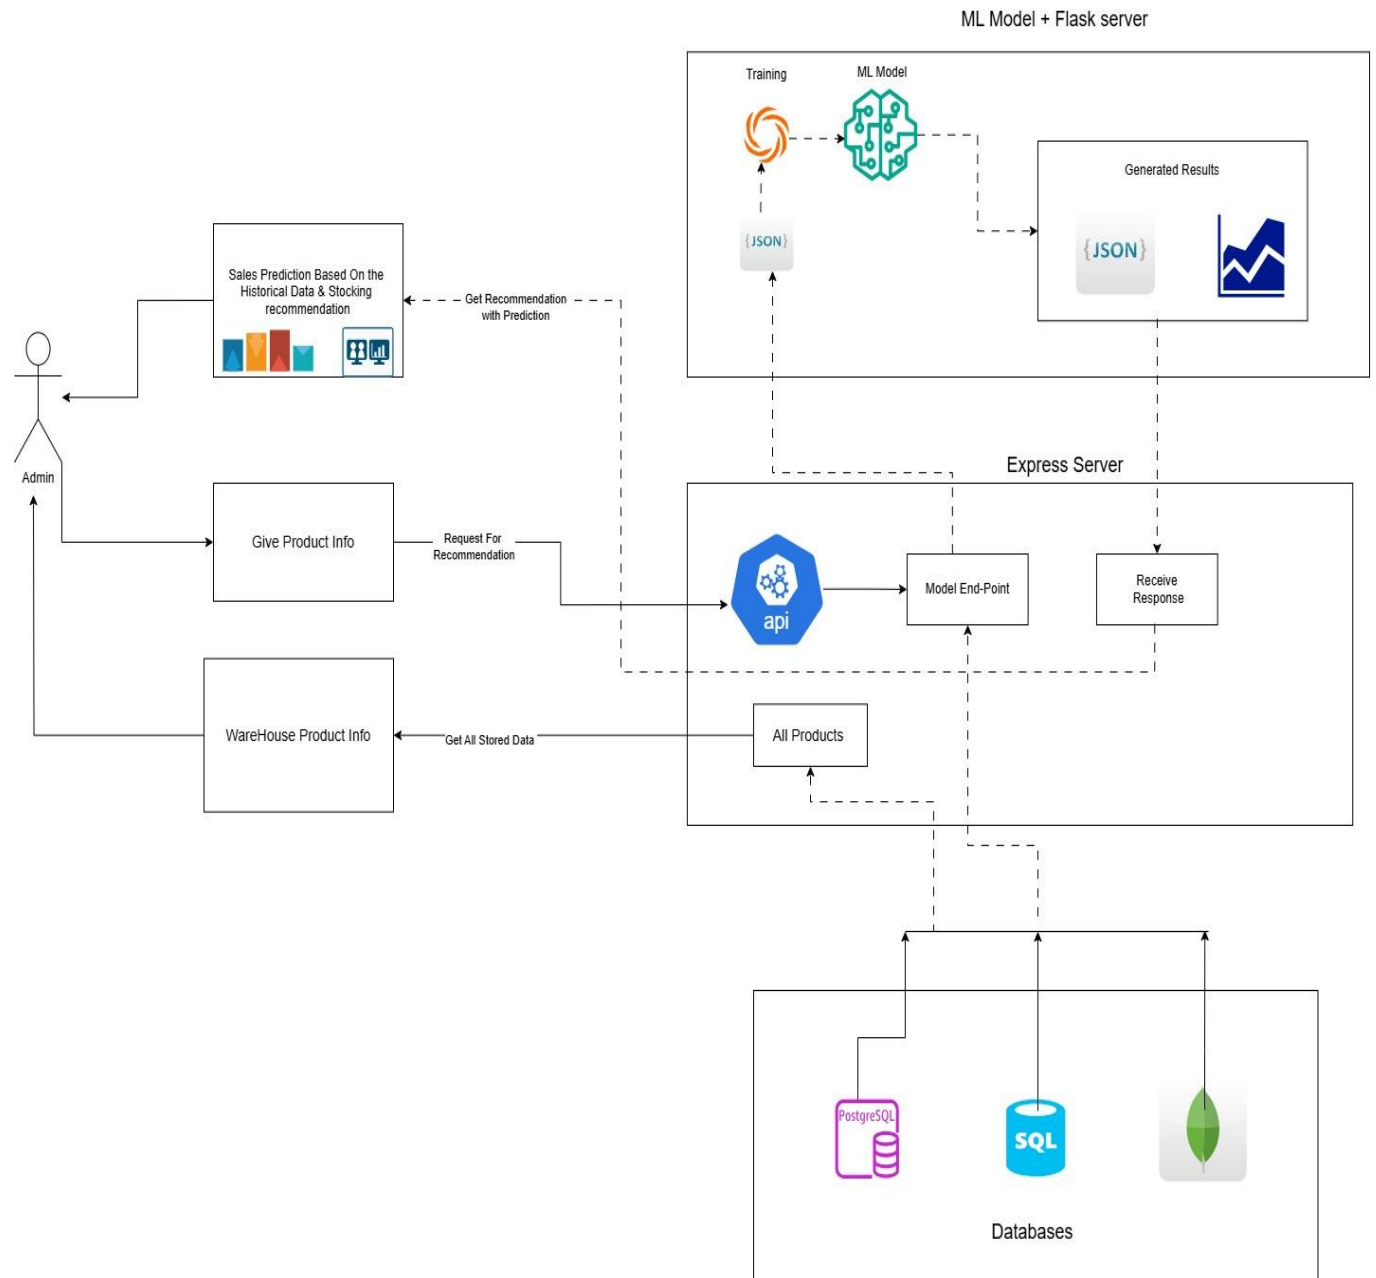 ML Model + Flask server
Training
ML Model
Generated Results
{JSON}
{JSON}
Sales Prediction Based On the
Historical Data & Stocking
recommendation
Get Recommendation
with Prediction
Admin
Express Server
Give Product Info
Request For
Recommendation
api
Model End-Point
Receive
Response
WareHouse Product Info
Get All Stored Data
All Products
PostgreSQL
SQL
Databases